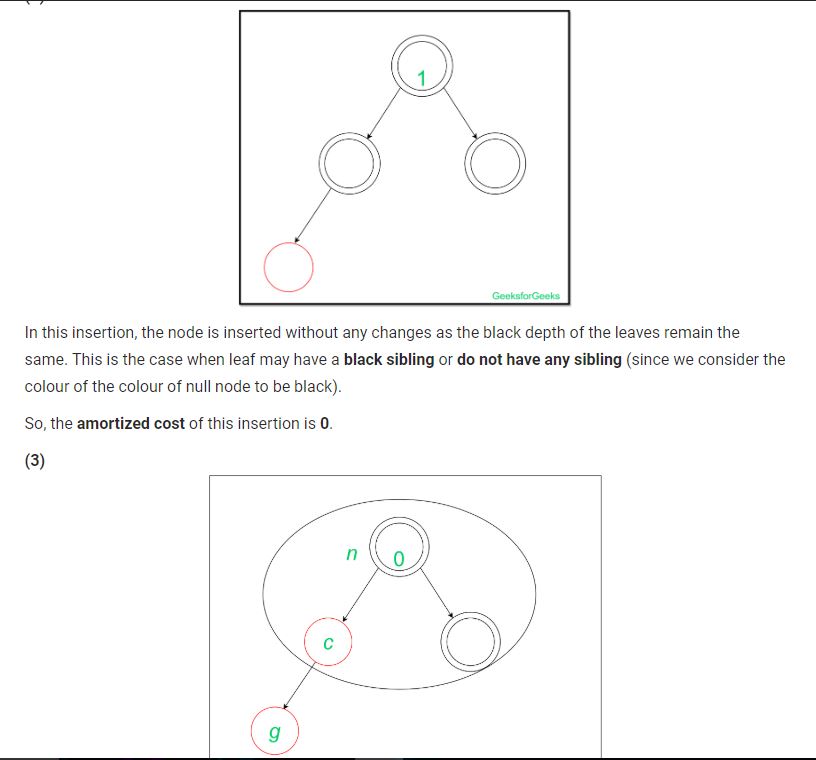 1
GeeksforGeeks
In this insertion, the node is inserted without any changes as the black depth of the leaves remain the
same. This is the case when leaf may have a black sibling or do not have any sibling (since we consider the
colour of the colour of null node to be black).
So, the amortized cost of this insertion is 0.
(3)
n 0
c
g